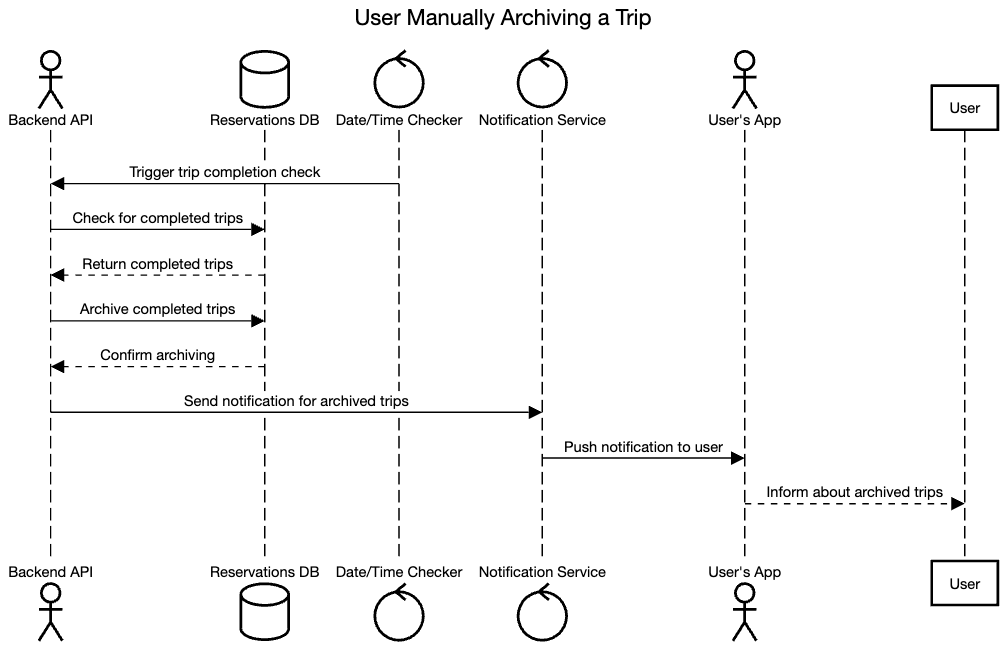 User Manually Archiving a Trip
Backend API
Reservations DB
Date/Time Checker
Notification Service
User's App
User
Trigger trip completion check
Check for completed trips
Return completed trips
Archive completed trips
Confirm archiving
Send notification for archived trips
Push notification to user
Inform about archived trips
Backend API
Reservations DB
Date/Time Checker
Notification Service
User's App
User